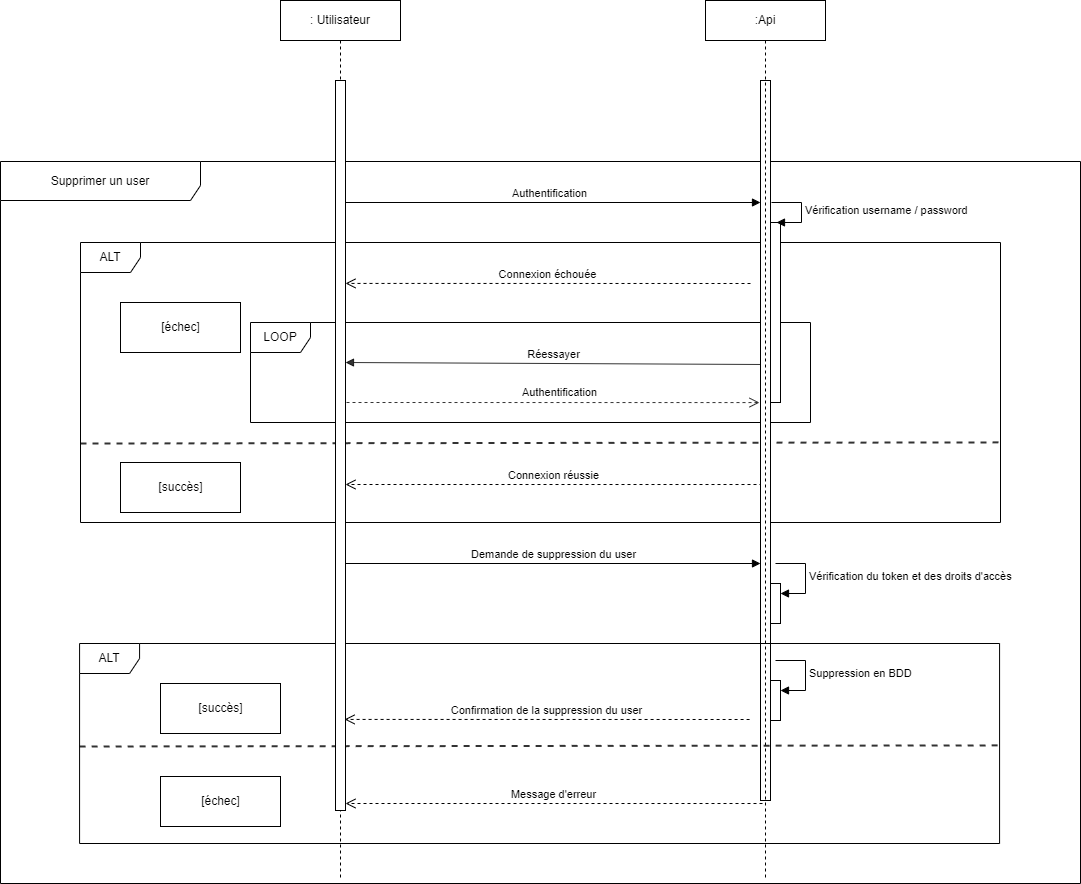 : Utilisateur
:Api
Supprimer un user
Authentification
Vérification username / password
ALT
Connexion échouée
[échec]
LOOP
Réessayer
Authentification
Connexion réussie
[succès]
Demande de suppression du user
Vérification du token et des droits d'accès
ALT
Suppression en BDD
[succès]
Confirmation de la suppression du user
Message d'erreur
[échec]